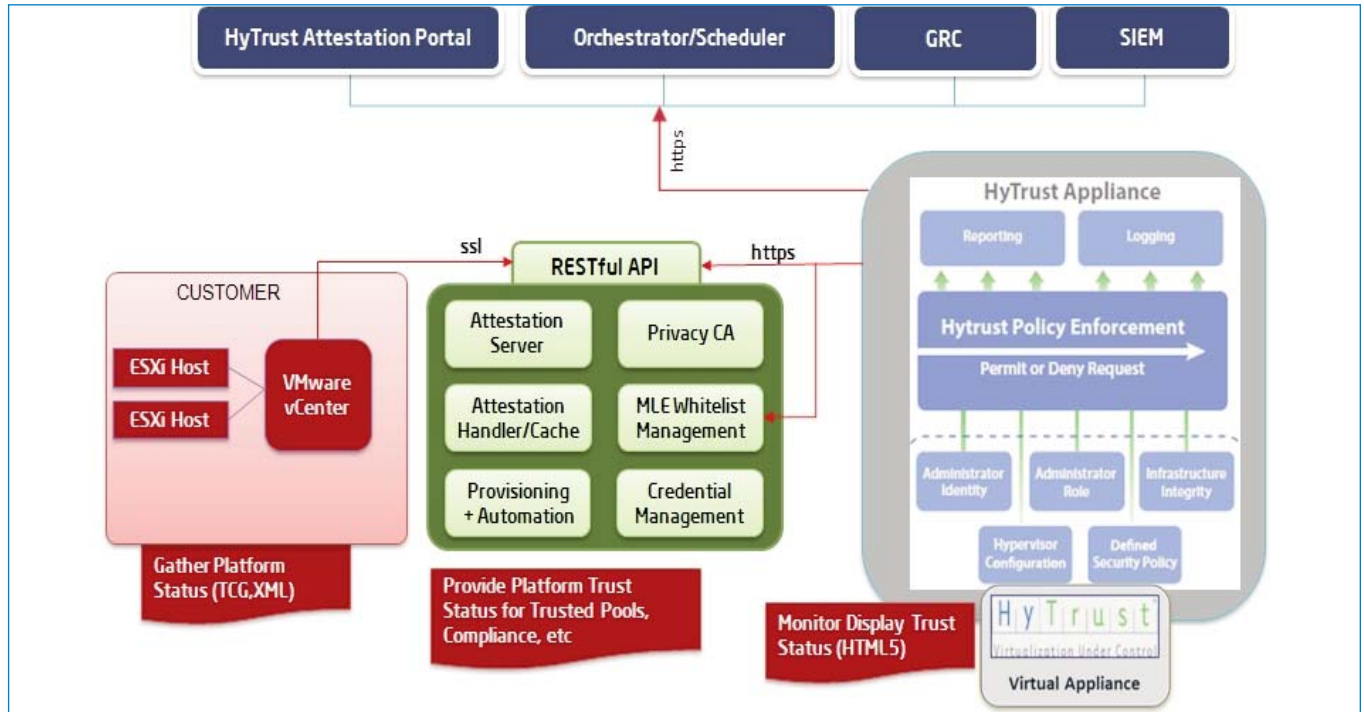 HyTrust Attestation Portal
Orchestrator/Scheduler
GRC
SIEM
https
HyTrust Appliance
Reporting
Logging
Hytrust Policy Enforcement
Permit or Deny Request
Administrator
Identity
Administrator
Role
Infrastructure
Integrity
Hypervisor
Configuration
Defined
Security Policy
HyTrust
Virtualization Under Control
Virtual Appliance
ssl
https
RESTful API
Attestation
Server
Privacy CA
Attestation
Handler/Cache
MLE Whitelist
Management
Provisioning
+ Automation
Credential
Management
CUSTOMER
ESXi Host
ESXi Host
VMware
vCenter
Gather Platform
Status (TCG,XML)
Provide Platform Trust
Status for Trusted Pools,
Compliance, etc
Monitor Display Trust
Status (HTML5)